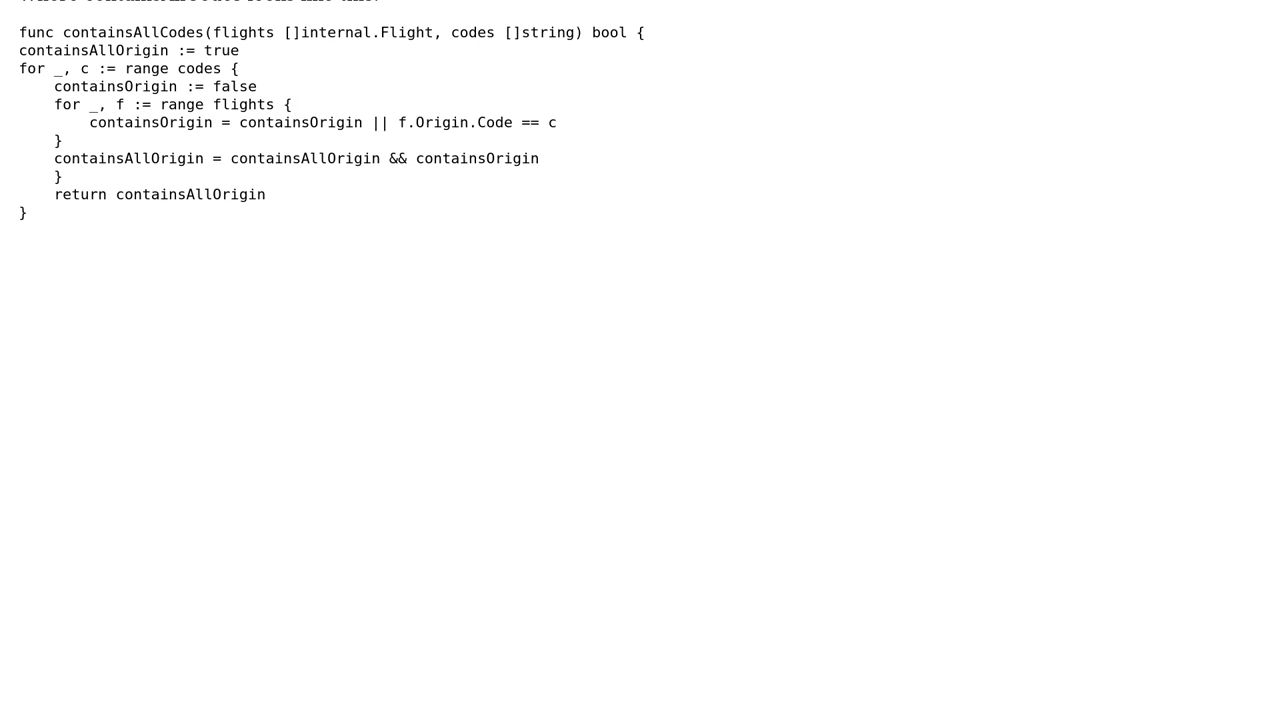 func containsAllCodes(flights []internal.Flight, codes []string) bool {
containsAllOrigin := true
for _, c := range codes {
    containsOrigin := false
    for _, f := range flights {
        containsOrigin = containsOrigin || f.Origin.Code == c
    }
    containsAllOrigin = containsAllOrigin && containsOrigin
    }
    return containsAllOrigin
}